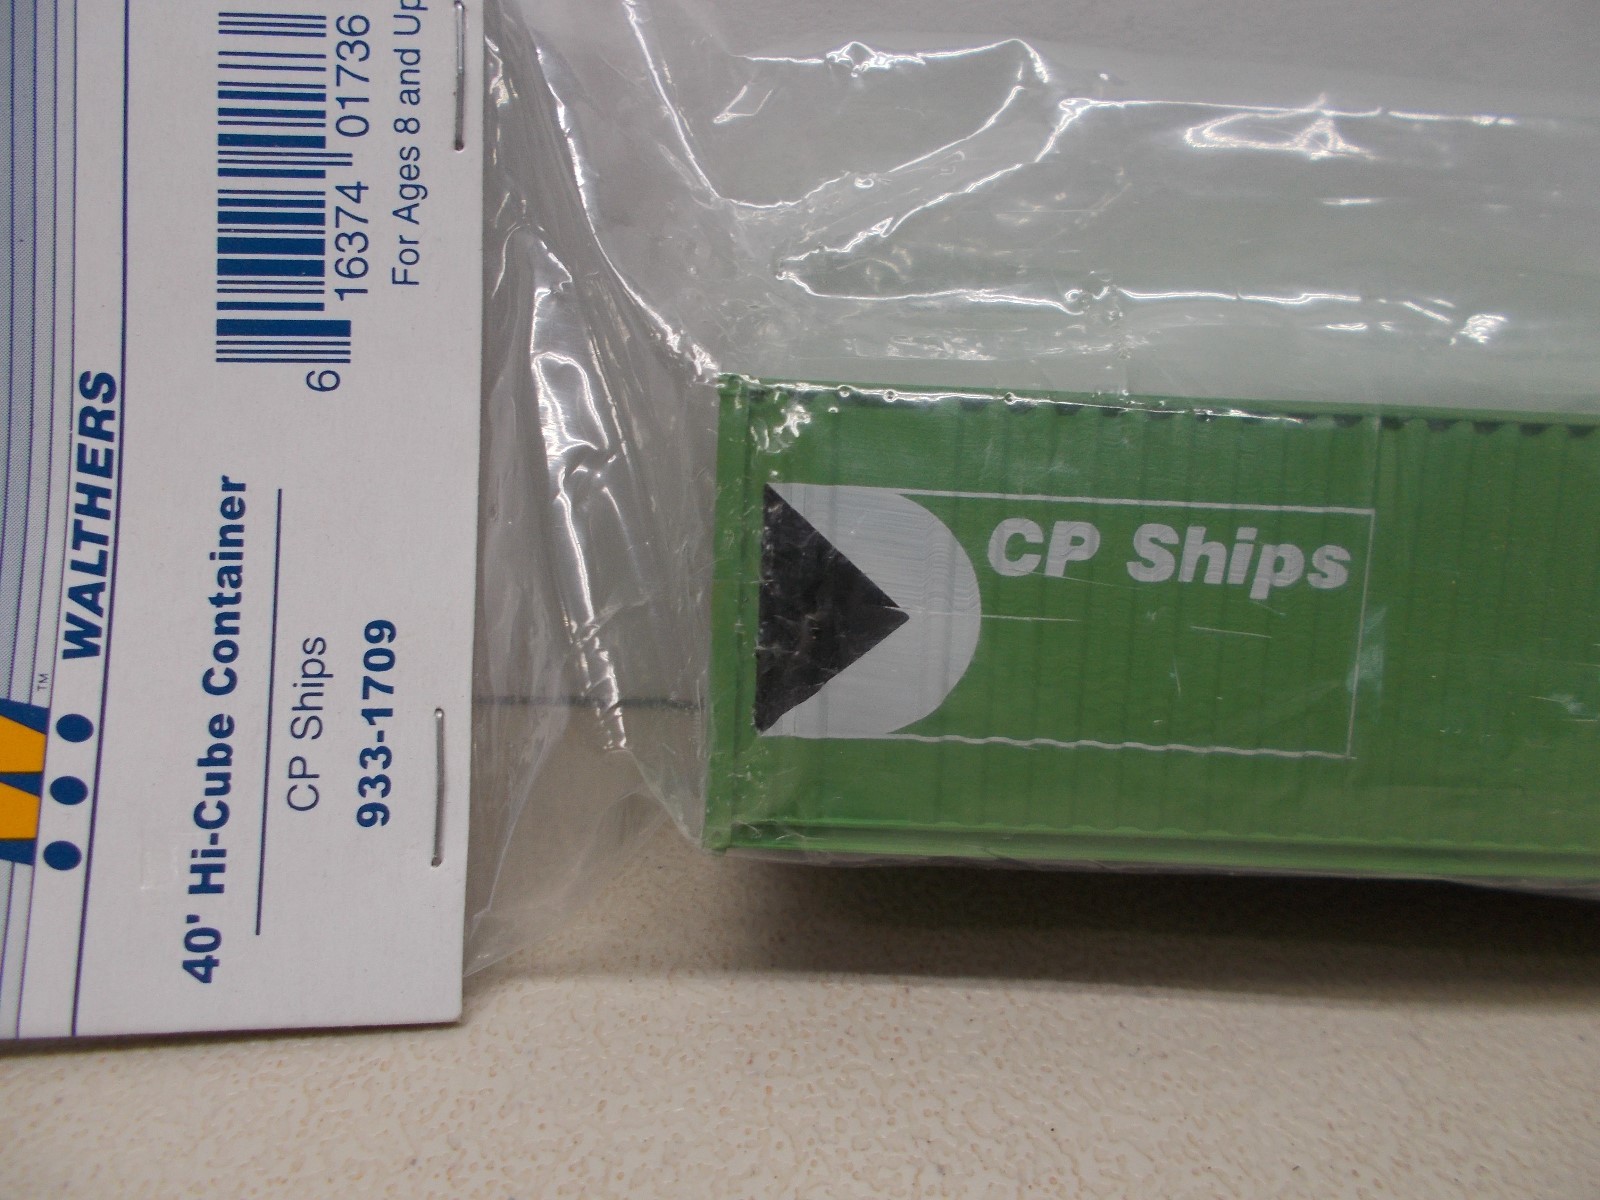 WALTHERS
TM
40' Hi-Cube Container
CP Ships
933-1709
6 16374 01736
For Ages 8 and Up
CP Ships